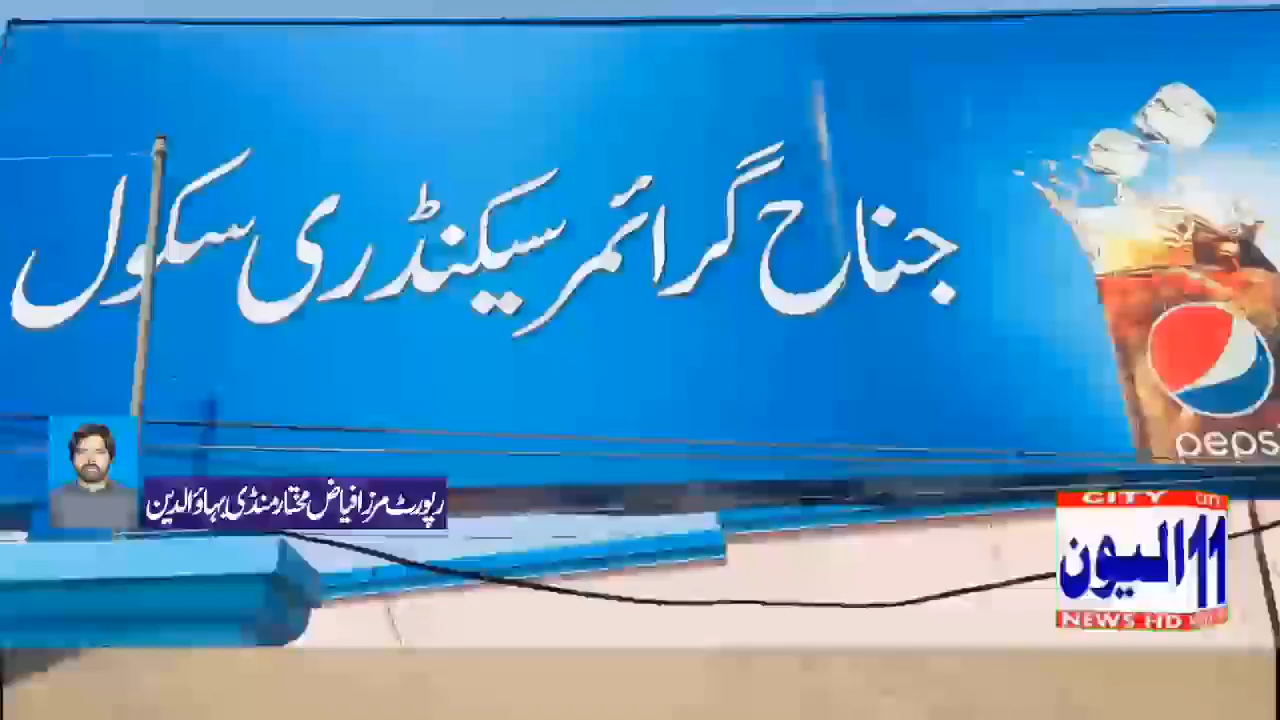 جناح گرائمر سیکنڈری سکول
pepsi
رپورٹ مرزا فیاض مختار منڈی بہاؤالدین
CITY
11 الیون
NEWS HD